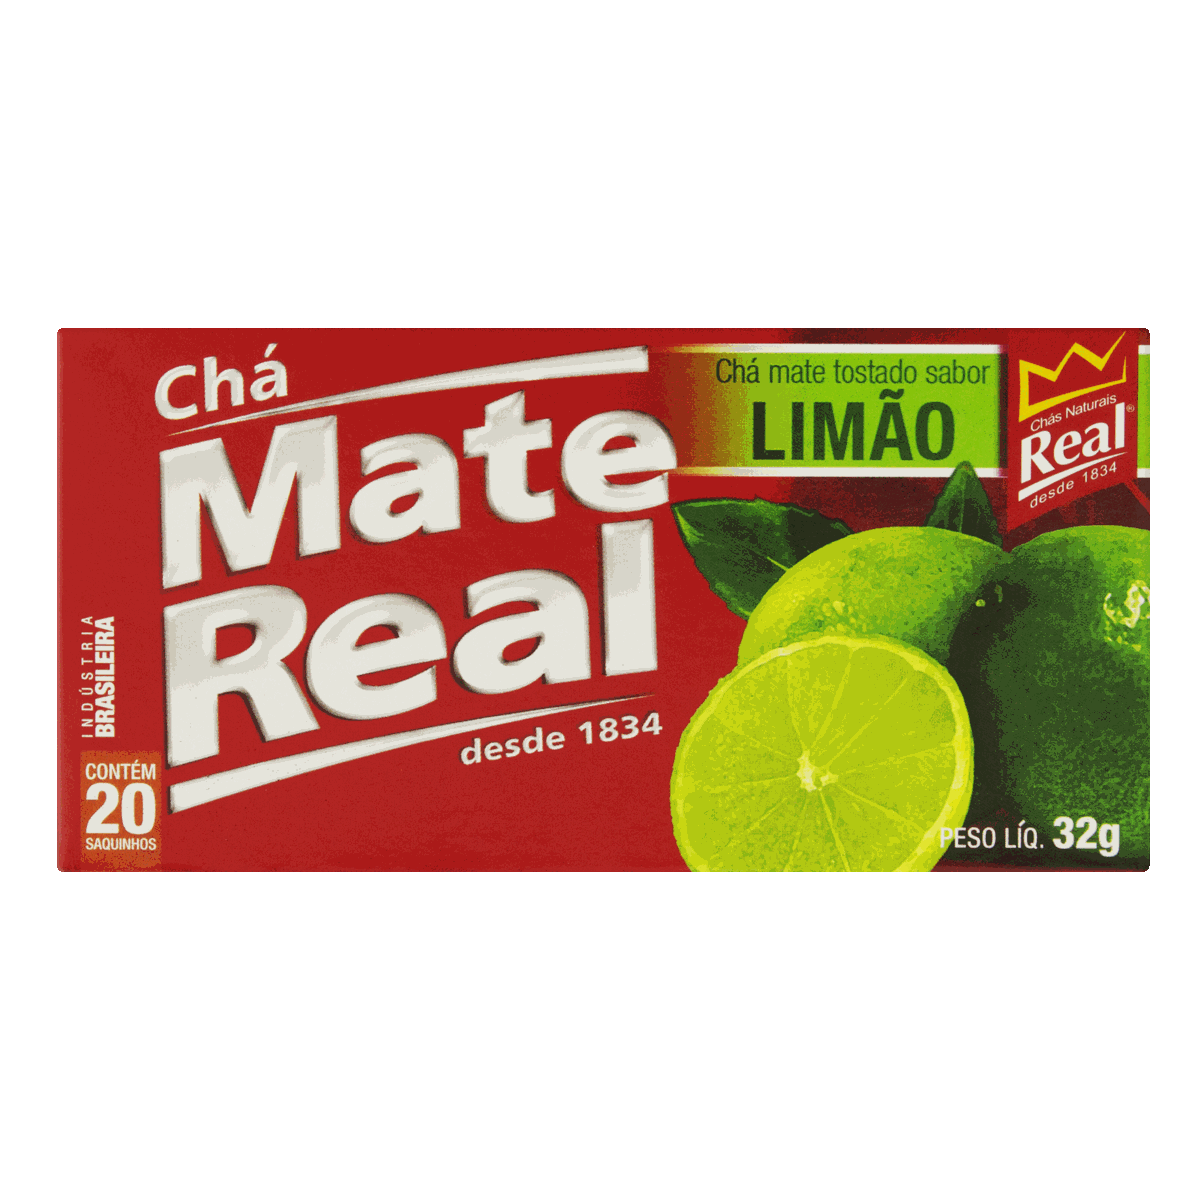 Chá
Mate
Real
desde 1834
Chá mate tostado sabor
LIMÃO
Chás Naturais
Real®
desde 1834
INDÚSTRIA
BRASILEIRA
CONTÉM
20
SAQUINHOS
PESO LÍQ. 32g